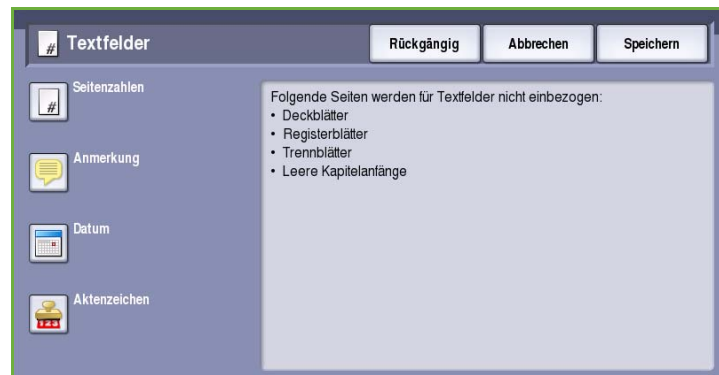 Textfelder
Rückgängig
Abbrechen
Speichern
Seitenzahlen
Anmerkung
Datum
Aktenzeichen
Folgende Seiten werden für Textfelder nicht einbezogen:
• Deckblätter
• Registerblätter
• Trennblätter
• Leere Kapitelanfänge